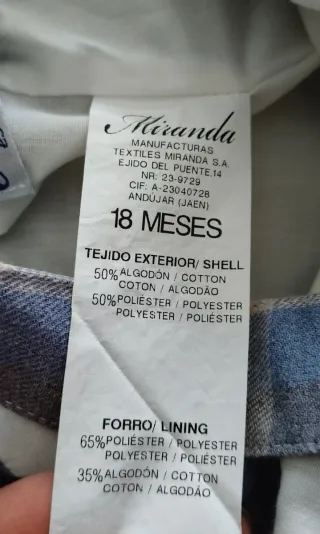 Miranda
MANUFACTURAS
TEXTILES MIRANDA S.A.
EJIDO DEL PUENTE,14
NR: 23-9729
CIF: A-23040728
ANDÚJAR (JAEN)
18 MESES
TEJIDO EXTERIOR/ SHELL
50% ALGODÓN / COTTON
COTON / ALGODÃO
50% POLIÉSTER / POLYESTER
POLYESTER / POLIÉSTER
FORRO/ LINING
65% POLIÉSTER / POLYESTER
POLYESTER / POLIÉSTER
35% ALGODÓN / COTTON
COTON / ALGODÃO